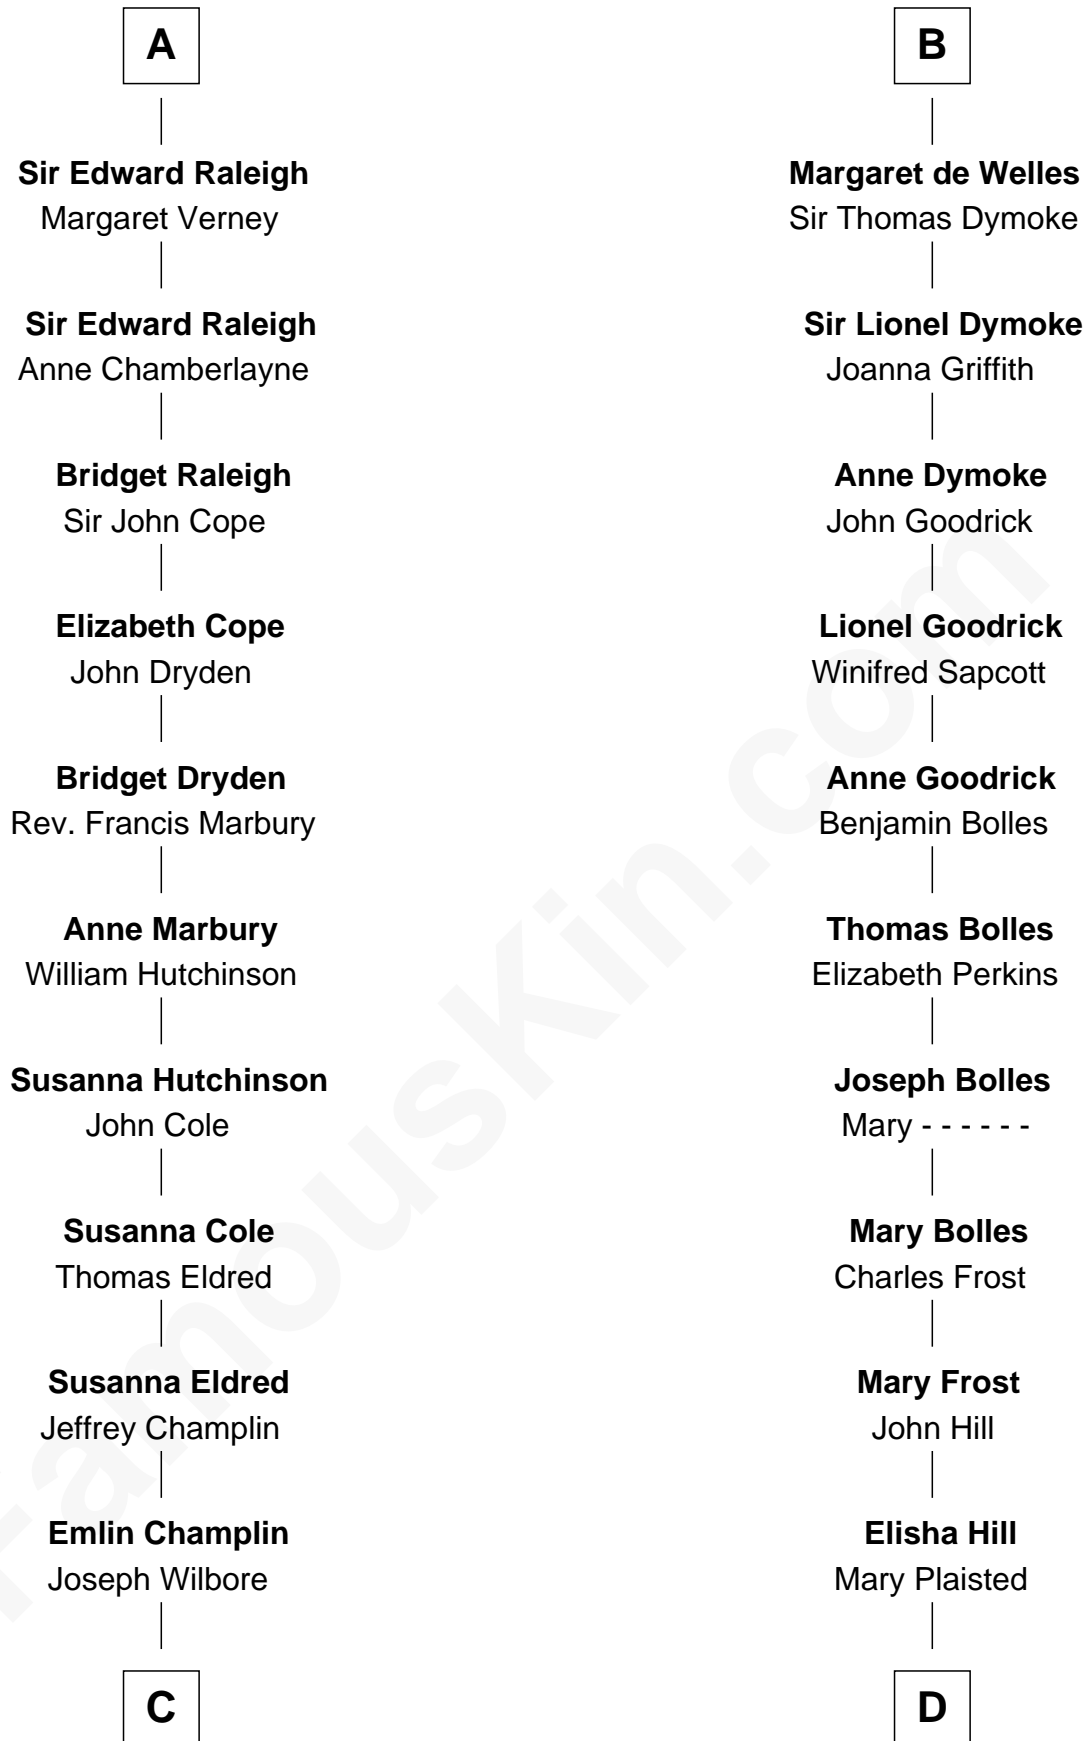 A
Sir Edward Raleigh
Margaret Verney
Sir Edward Raleigh
Anne Chamberlayne
Bridget Raleigh
Sir John Cope
Elizabeth Cope
John Dryden
Bridget Dryden
Rev. Francis Marbury
Anne Marbury
William Hutchinson
Susanna Hutchinson
John Cole
Susanna Cole
Thomas Eldred
Susanna Eldred
Jeffrey Champlin
Emlin Champlin
Joseph Wilbore
C
B
Margaret de Welles
Sir Thomas Dymoke
Sir Lionel Dymoke
Joanna Griffith
Anne Dymoke
John Goodrick
Lionel Goodrick
Winifred Sapcott
Anne Goodrick
Benjamin Bolles
Thomas Bolles
Elizabeth Perkins
Joseph Bolles
Mary - - - - - -
Mary Bolles
Charles Frost
Mary Frost
John Hill
Elisha Hill
Mary Plaisted
D
FamousKin.com